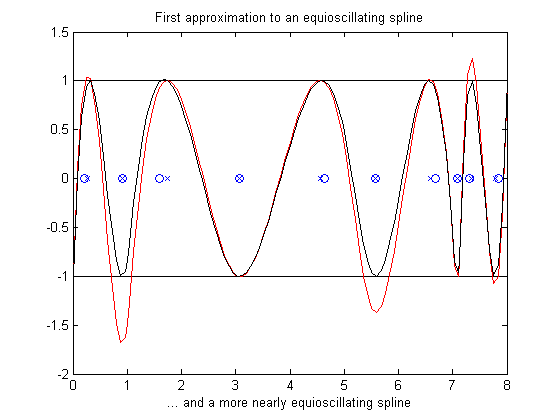 First approximation to an equioscillating spline
1.5
1
0.5
0
-0.5
-1
-1.5
-2
0 1 2 3 4 5 6 7 8
... and a more nearly equioscillating spline